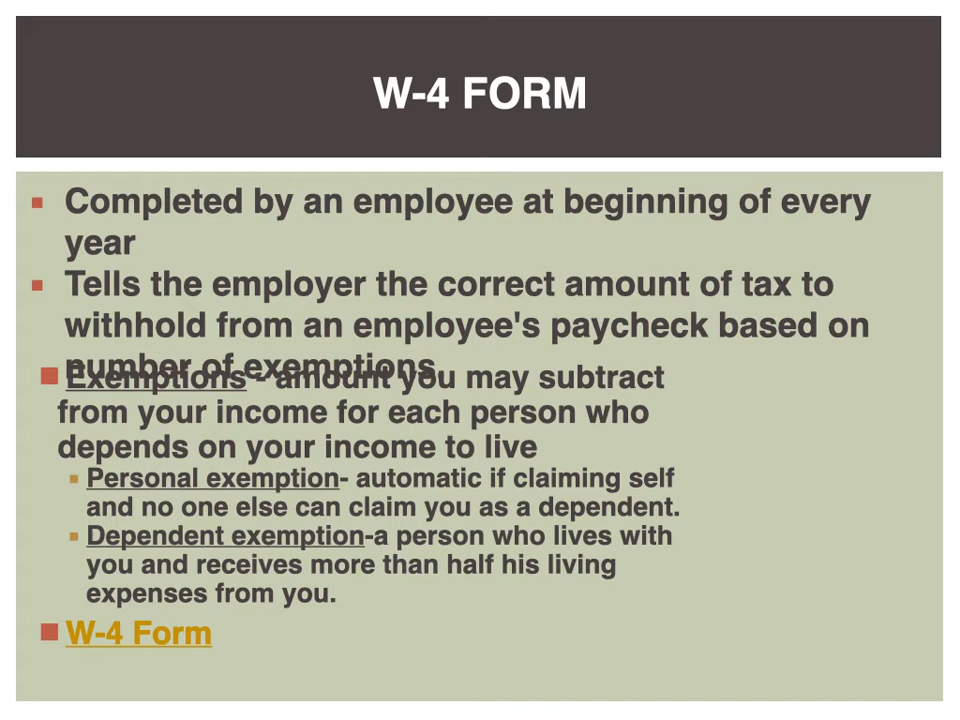 W-4 FORM
Completed by an employee at beginning of every
year
Tells the employer the correct amount of tax to
withhold from an employee's paycheck based on
number of exemptions.
Exemptions - amount you may subtract
from your income for each person who
depends on your income to live
Personal exemption- automatic if claiming self
and no one else can claim you as a dependent.
Dependent exemption-a person who lives with
you and receives more than half his living
expenses from you.
W-4 Form